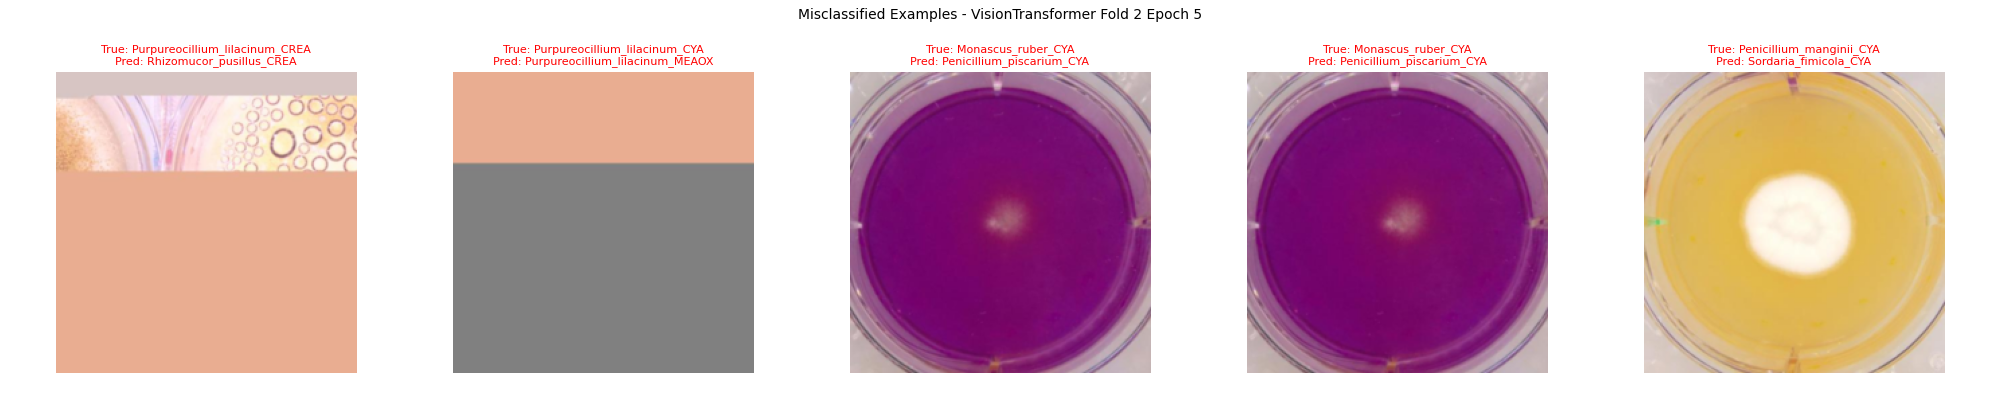 Misclassified Examples - VisionTransformer Fold 2 Epoch 5
True: Purpureocillium_lilacinum_CREA
Pred: Rhizomucor_pusillus_CREA
True: Purpureocillium_lilacinum_CYA
Pred: Purpureocillium_lilacinum_MEAOX
True: Monascus_ruber_CYA
Pred: Penicillium_piscarium_CYA
True: Monascus_ruber_CYA
Pred: Penicillium_piscarium_CYA
True: Penicillium_manginii_CYA
Pred: Sordaria_fimicola_CYA